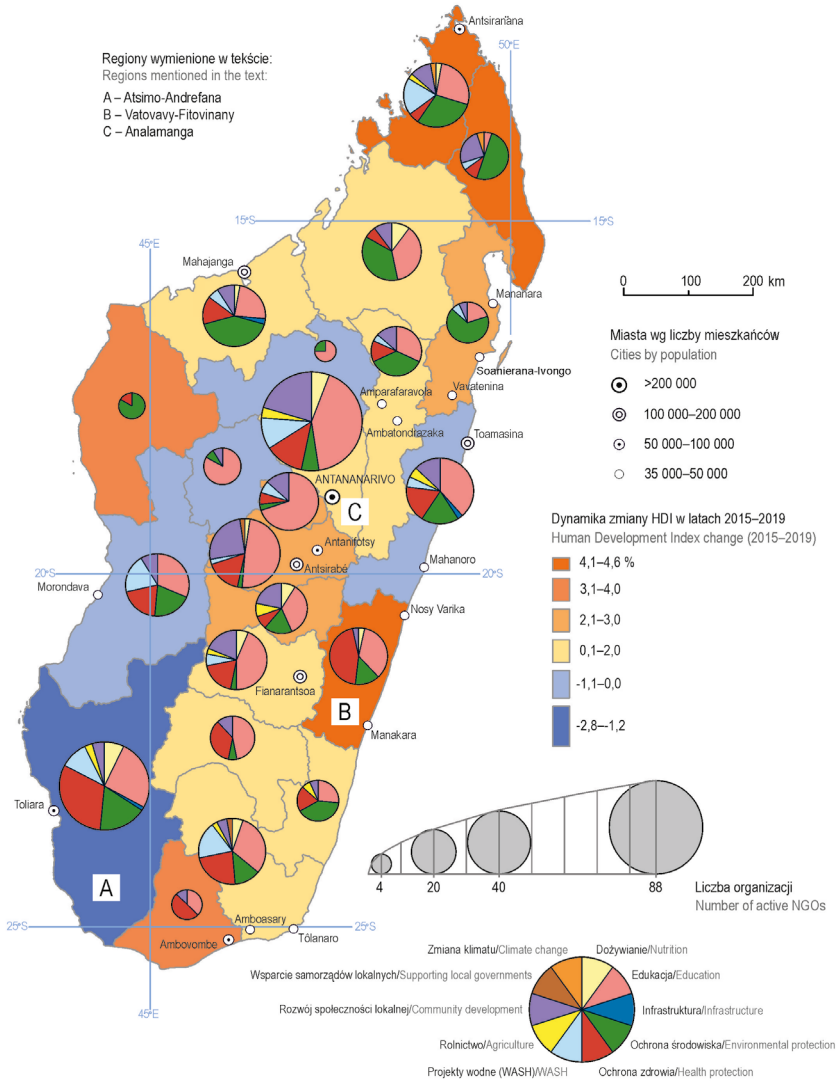 Antsiranana
50°E
Regiony wymienione w tekście:
Regions mentioned in the text:
A – Atsimo-Andrefana
B – Vatovavy-Fitovinany
C – Analamanga
15°S
15°S
45°E
Mahajanga
0 100 200 km
Mananara
Miasta wg liczby mieszkańców
Cities by population
Soanierana-Ivongo
>200 000
Vavatenina
Amparafaravola
100 000–200 000
Ambatondrazaka
Toamasina
50 000–100 000
35 000–50 000
ANTANANARIVO
C
Dynamika zmiany HDI w latach 2015–2019
Human Development Index change (2015–2019)
Antanifotsy
Antsirabé
Mahanoro
4,1–4,6 %
20°S
20°S
3,1–4,0
Morondava
Nosy Varika
2,1–3,0
0,1–2,0
Fianarantsoa
-1,1–0,0
B
Manakara
-2,8–-1,2
Toliara
A
4 20 40 88
Liczba organizacji
Number of active NGOs
25°S
25°S
Amboasary
Tôlanaro
Ambovombe
45°E
Zmiana klimatu/Climate change
Dożywianie/Nutrition
Wsparcie samorządów lokalnych/Supporting local governments
Edukacja/Education
Rozwój społeczności lokalnej/Community development
Infrastruktura/Infrastructure
Rolnictwo/Agriculture
Ochrona środowiska/Environmental protection
Projekty wodne (WASH)/WASH
Ochrona zdrowia/Health protection